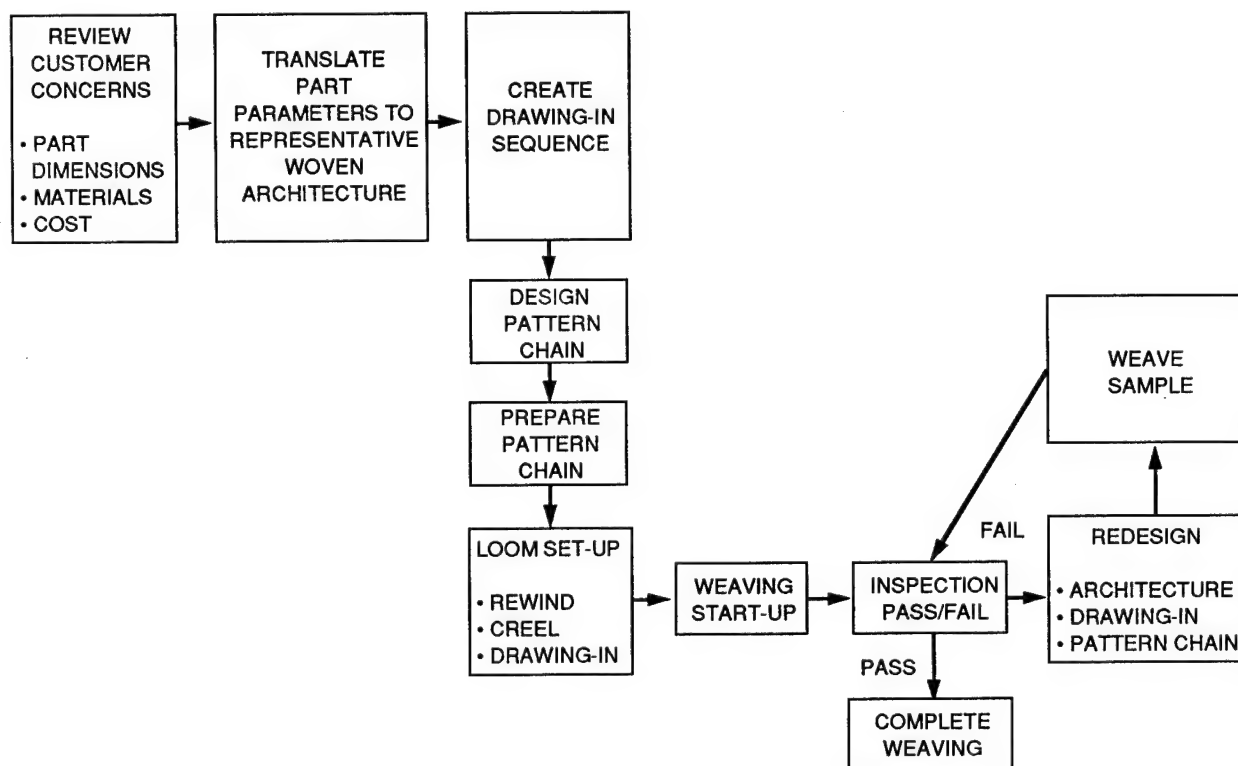 REVIEW
CUSTOMER
CONCERNS
• PART
DIMENSIONS
• MATERIALS
• COST
TRANSLATE
PART
PARAMETERS TO
REPRESENTATIVE
WOVEN
ARCHITECTURE
CREATE
DRAWING-IN
SEQUENCE
DESIGN
PATTERN
CHAIN
PREPARE
PATTERN
CHAIN
LOOM SET-UP
• REWIND
• CREEL
• DRAWING-IN
WEAVING
START-UP
INSPECTION
PASS/FAIL
FAIL
PASS
COMPLETE
WEAVING
REDESIGN
• ARCHITECTURE
• DRAWING-IN
• PATTERN CHAIN
WEAVE
SAMPLE